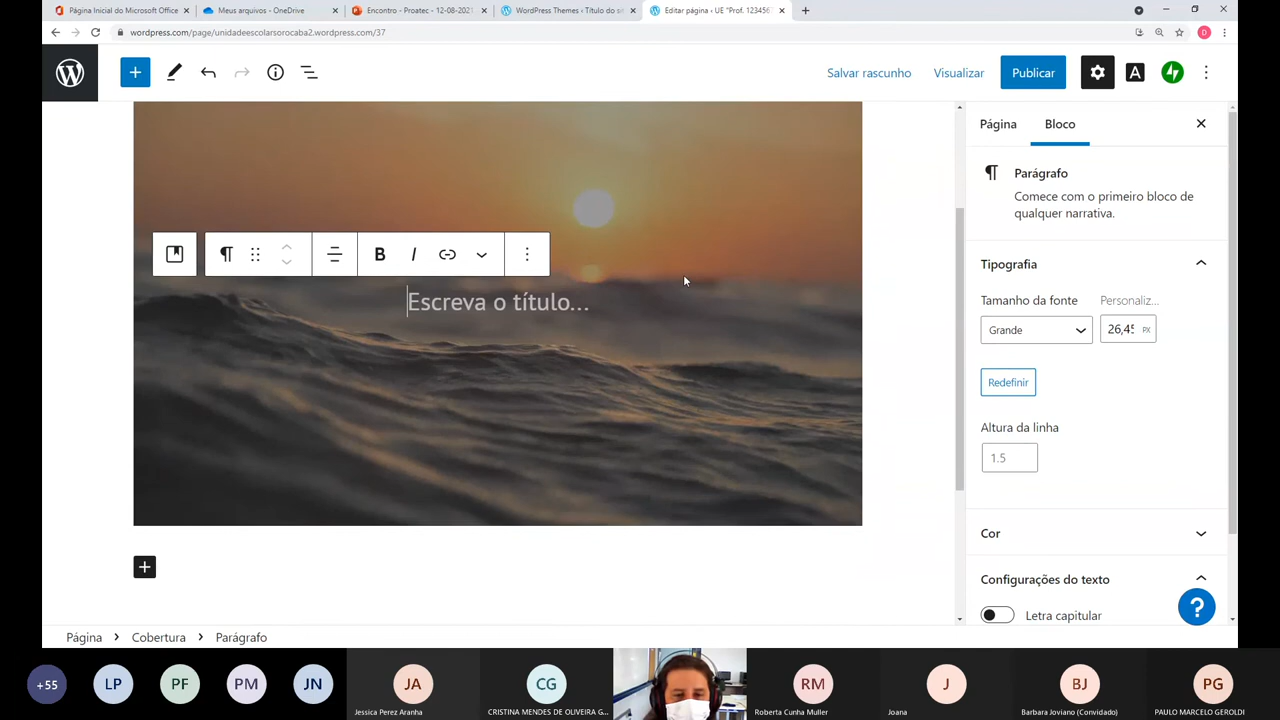 Página Inicial do Microsoft Office
Meus arquivos - OneDrive
Encontro - Proatec - 12-08-2021
WordPress Themes ‹ Título do si
Editar página ‹ UE "Prof. 123456
wordpress.com/page/unidadeescolarsorocaba2.wordpress.com/37
D
Salvar rascunho
Visualizar
Publicar
A
Página
Bloco
Parágrafo
Comece com o primeiro bloco de
qualquer narrativa.
B I
Escreva o título...
Tipografia
Tamanho da fonte
Personaliz...
Grande
26,45 PX
Redefinir
Altura da linha
1.5
Cor
Configurações do texto
Letra capitular
?
Página > Cobertura > Parágrafo
+55
LP
PF
PM
JN
JA
CG
RM
J
BJ
PG
Jessica Perez Aranha
CRISTINA MENDES DE OLIVEIRA G...
Roberta Cunha Muller
Joana
Barbara Joviano (Convidado)
PAULO MARCELO GEROLDI